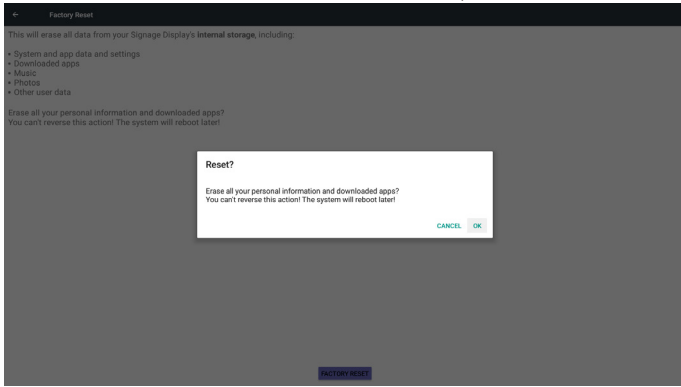 Factory Reset
This will erase all data from your Signage Display's internal storage, including:
• System and app data and settings
• Downloaded apps
• Music
• Photos
• Other user data
Erase all your personal information and downloaded apps?
You can't reverse this action! The system will reboot later!
Reset?
Erase all your personal information and downloaded apps?
You can't reverse this action! The system will reboot later!
CANCEL OK
FACTORY RESET